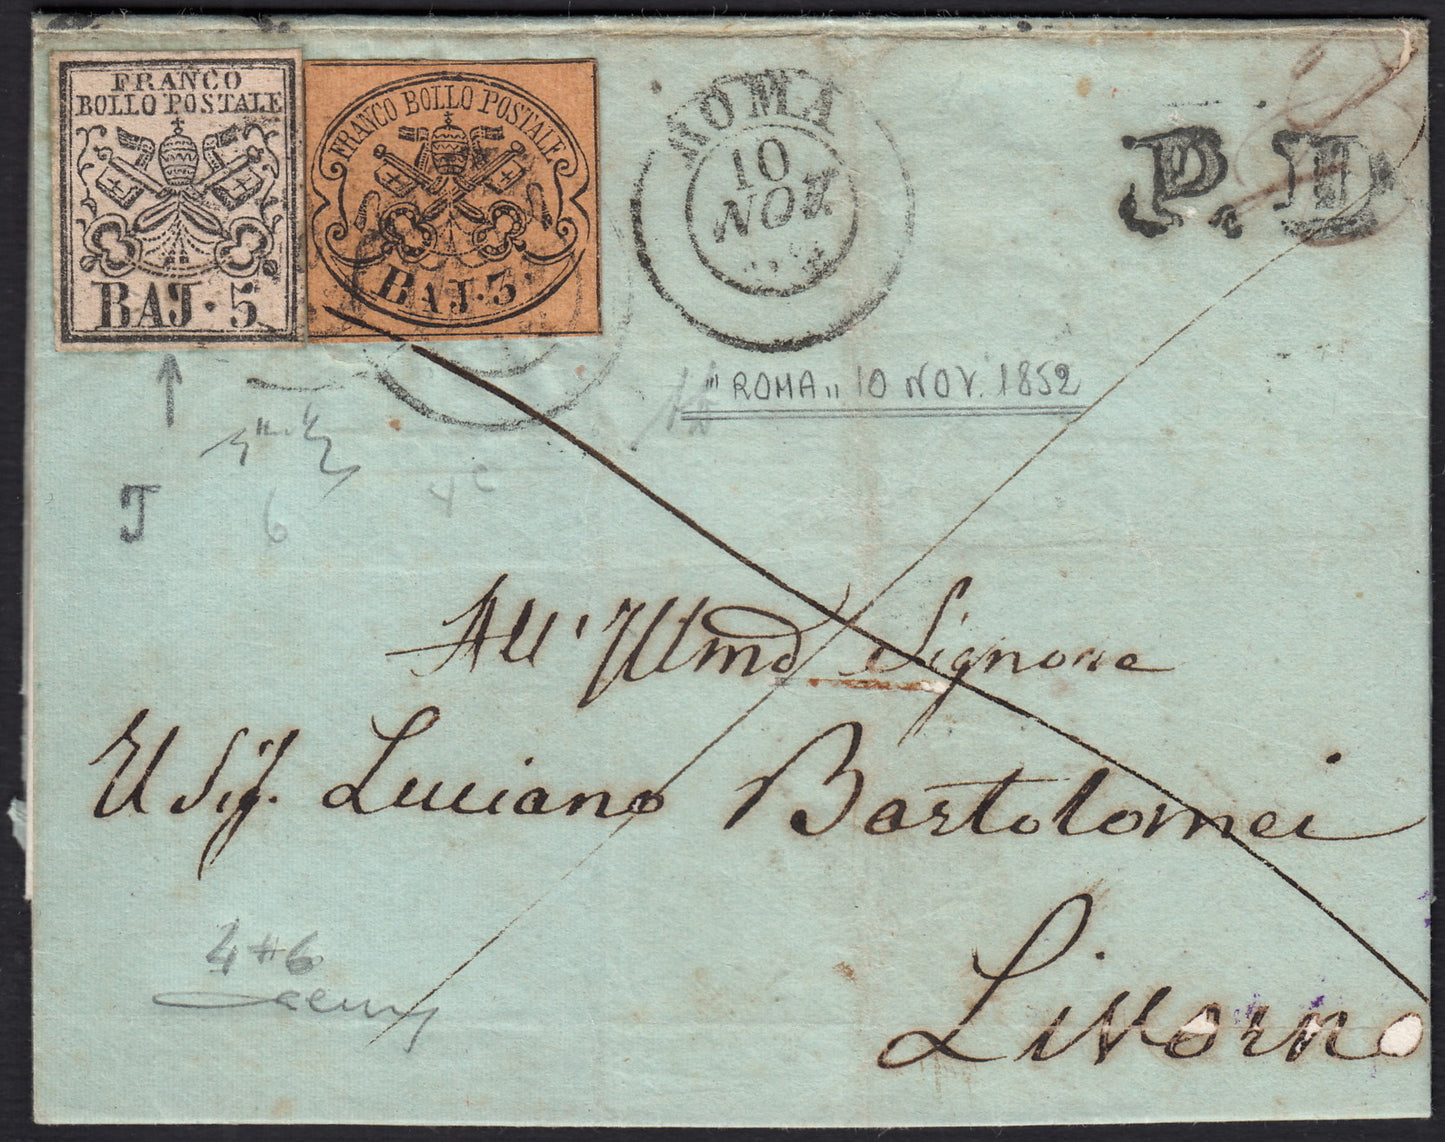 FRANCO
BOLLO POSTALE
BAJ · 5
FRANCO BOLLO POSTALE
BAJ · 3
ROMA
10
NOV
P. D
"ROMA„ 10 NOV. 1852
J
6
4 c
All'Illmo Signore
Il Sig. Luciano Bartolomei
Livorno
4 + 6